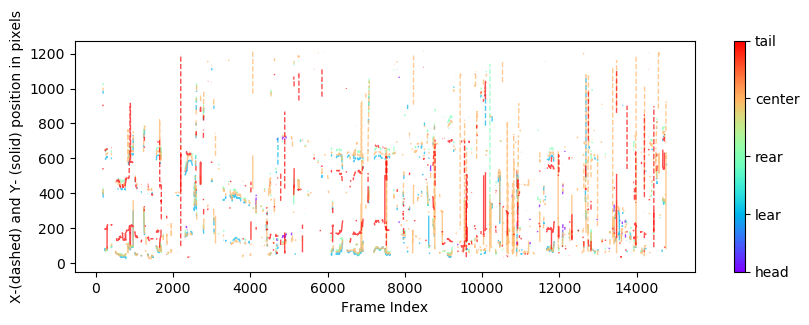 X-(dashed) and Y- (solid) position in pixels
1200
1000
800
600
400
200
0
0 2000 4000 6000 8000 10000 12000 14000
Frame Index
tail
center
rear
lear
head